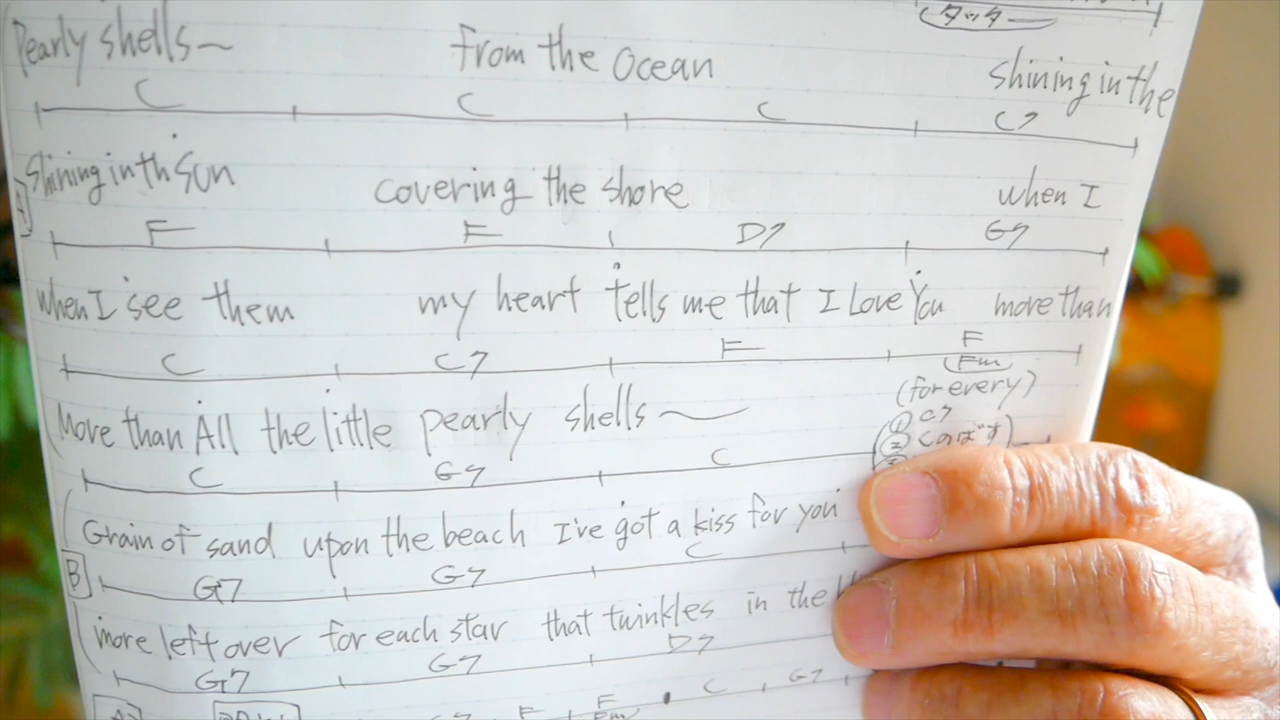 タッター
Pearly shells〜 from the ocean shining in the
C C C C7
A
Shining in th Sun covering the shore when I
F F D7 G7
when I see them my heart tells me that I Love You more than
C C7 F F
(Fm)
More than All the little pearly shells〜 (for every)
① C7
② Cのばす
C G7 C
Grain of sand upon the beach I've got a kiss for you
B
G7 G7 C
more left over for each star that twinkles in the
G7 G7 D7
F F C G7
Fm